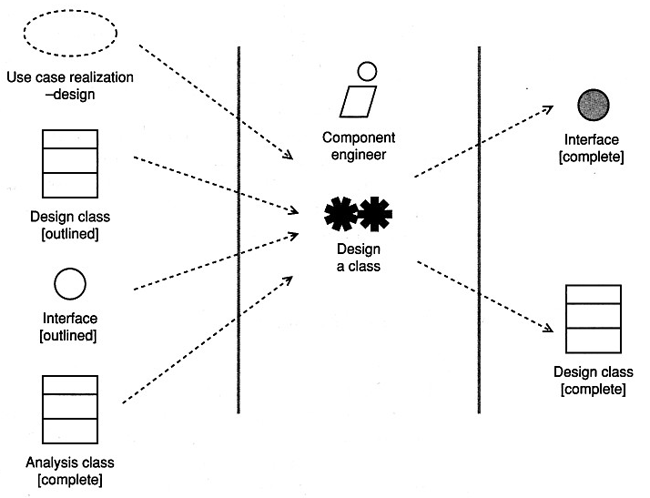 Use case realization
–design
Design class
[outlined]
Interface
[outlined]
Analysis class
[complete]
Component
engineer
Design
a class
Interface
[complete]
Design class
[complete]